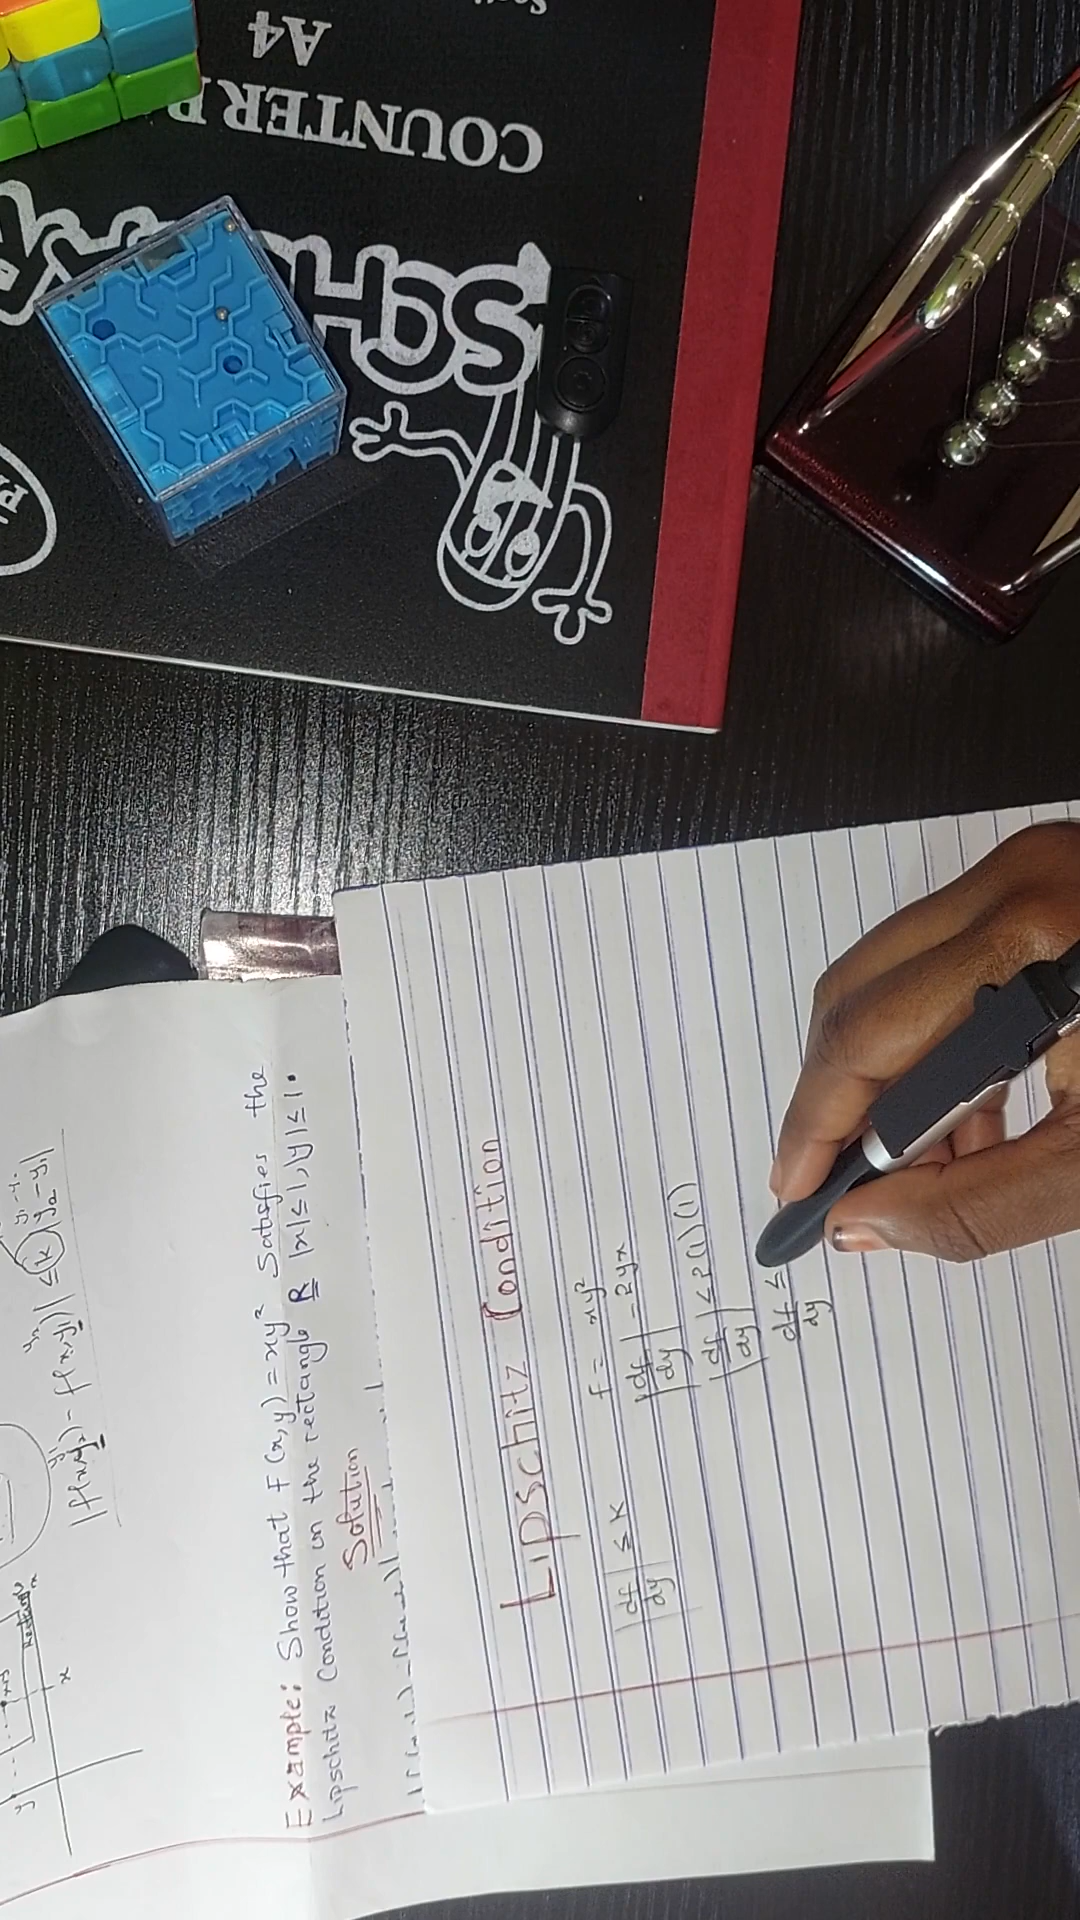 A4
COUNTER B
SCH
y
x
|f(x,y₂) - f(x,y₁)| ≤ K |y₂-y₁|
Example: Show that F(x,y) = xy² Satisfies the
Lipschitz Condition on the rectangle R |x| ≤ 1, |y| ≤ 1.
Solution
Lipschitz Condition
|df/dy| ≤ K
f = xy²
|df/dy| = 2yx
|df/dy| ≤ 2(1)(1)
df/dy ≤